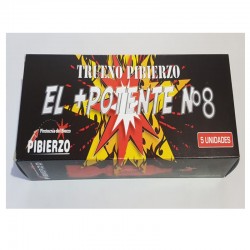 TRUENO PIBIERZO
EL +POTENTE Nº8
Pirotecnia del Bierzo
PIBIERZO
5 UNIDADES